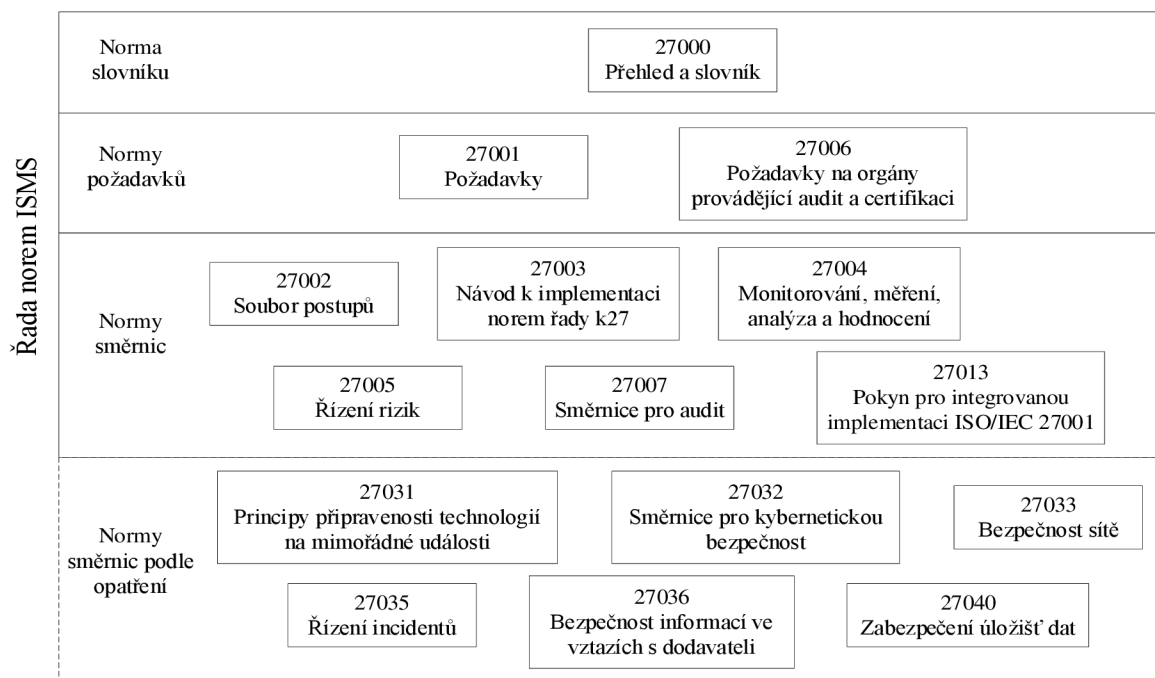 Řada norem ISMS
Norma
slovníku
27000
Přehled a slovník
Normy
požadavků
27001
Požadavky
27006
Požadavky na orgány
provádějící audit a certifikaci
Normy
směrnic
27002
Soubor postupů
27003
Návod k implementaci
norem řady k27
27004
Monitorování, měření,
analýza a hodnocení
27005
Řízení rizik
27007
Směrnice pro audit
27013
Pokyn pro integrovanou
implementaci ISO/IEC 27001
Normy
směrnic podle
opatření
27031
Principy připravenosti technologií
na mimořádné události
27032
Směrnice pro kybernetickou
bezpečnost
27033
Bezpečnost sítě
27035
Řízení incidentů
27036
Bezpečnost informací ve
vztazích s dodavateli
27040
Zabezpečení úložišť dat